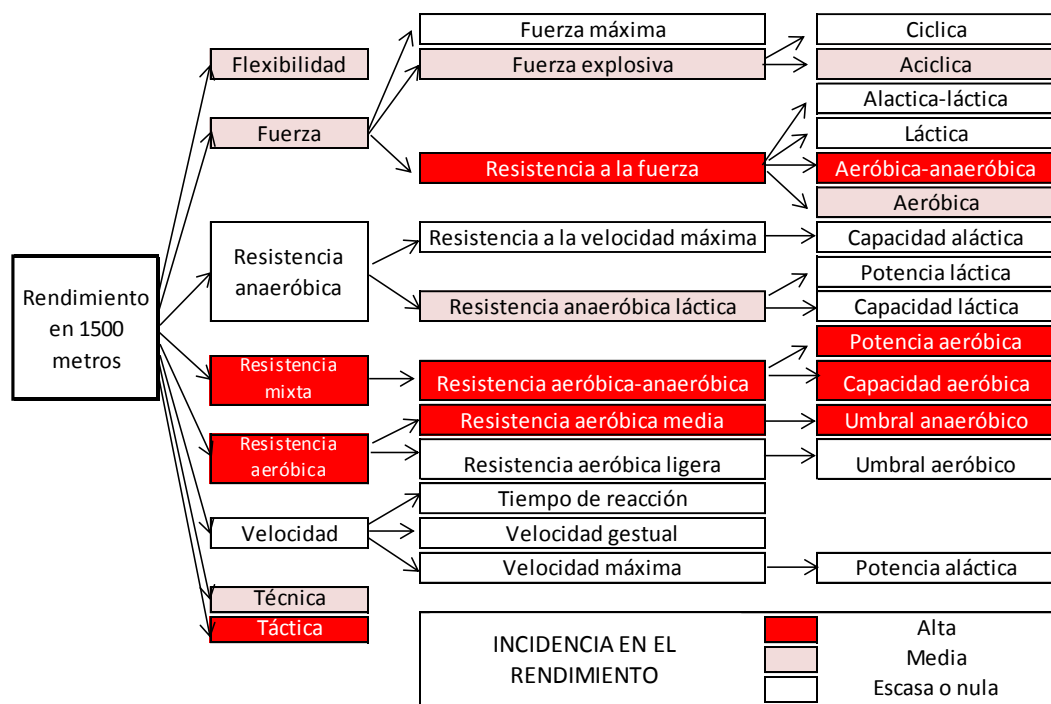 Fuerza máxima
Ciclica
Flexibilidad
Fuerza explosiva
Aciclica
Alactica-láctica
Fuerza
Láctica
Resistencia a la fuerza
Aeróbica-anaeróbica
Aeróbica
Resistencia
anaeróbica
Resistencia a la velocidad máxima
Capacidad aláctica
Potencia láctica
Rendimiento
en 1500
metros
Resistencia anaeróbica láctica
Capacidad láctica
Potencia aeróbica
Resistencia
mixta
Resistencia aeróbica-anaeróbica
Capacidad aeróbica
Resistencia aeróbica media
Umbral anaeróbico
Resistencia
aeróbica
Resistencia aeróbica ligera
Umbral aeróbico
Tiempo de reacción
Velocidad
Velocidad gestual
Velocidad máxima
Potencia aláctica
Técnica
Táctica
INCIDENCIA EN EL
RENDIMIENTO
Alta
Media
Escasa o nula